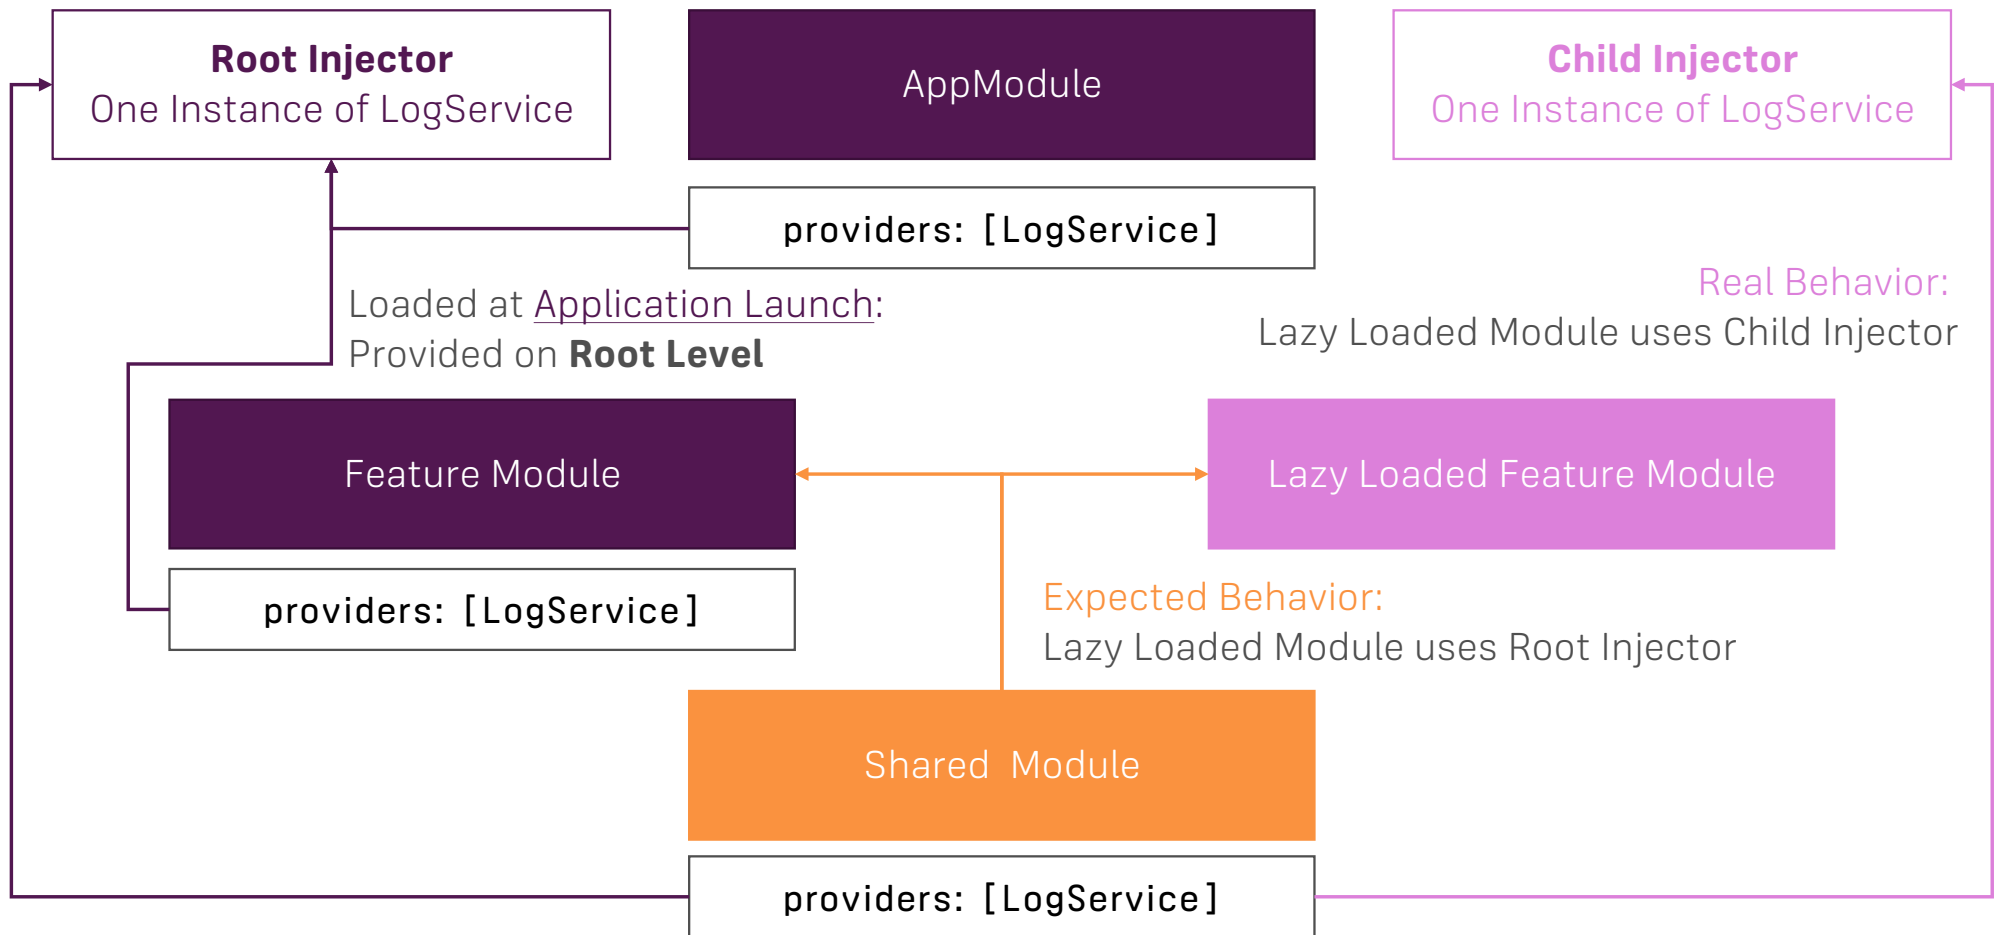 Root Injector
One Instance of LogService
AppModule
Child Injector
One Instance of LogService
providers: [LogService]
Loaded at Application Launch:
Provided on Root Level
Real Behavior:
Lazy Loaded Module uses Child Injector
Feature Module
Lazy Loaded Feature Module
providers: [LogService]
Expected Behavior:
Lazy Loaded Module uses Root Injector
Shared Module
providers: [LogService]